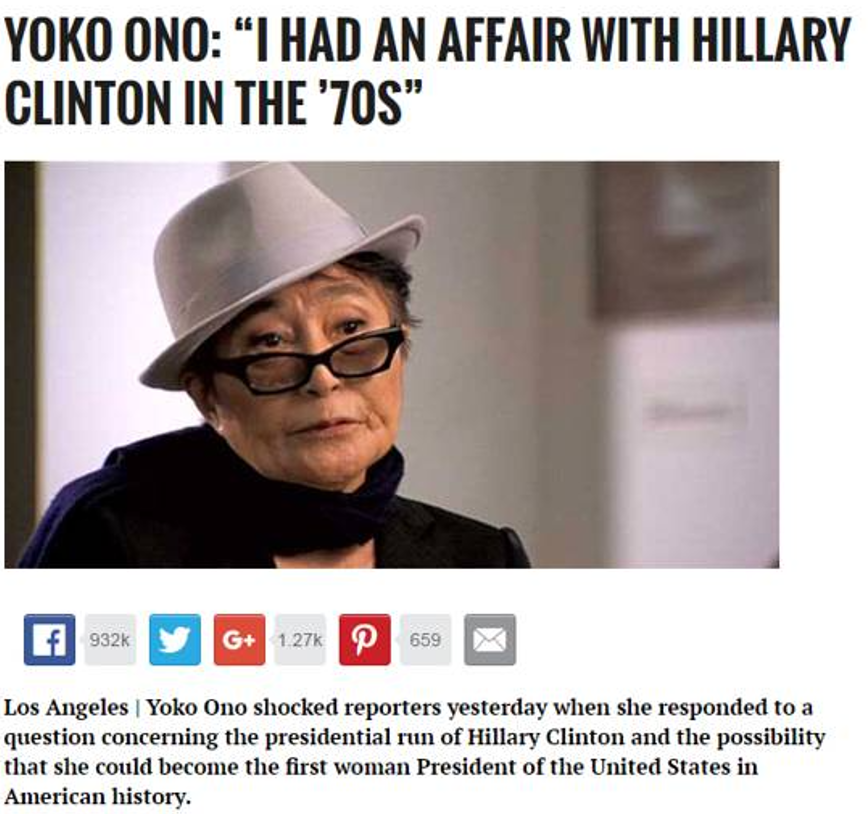 YOKO ONO: “I HAD AN AFFAIR WITH HILLARY
CLINTON IN THE ’70S”
932k
G+ 1.27k
659
Los Angeles | Yoko Ono shocked reporters yesterday when she responded to a
question concerning the presidential run of Hillary Clinton and the possibility
that she could become the first woman President of the United States in
American history.